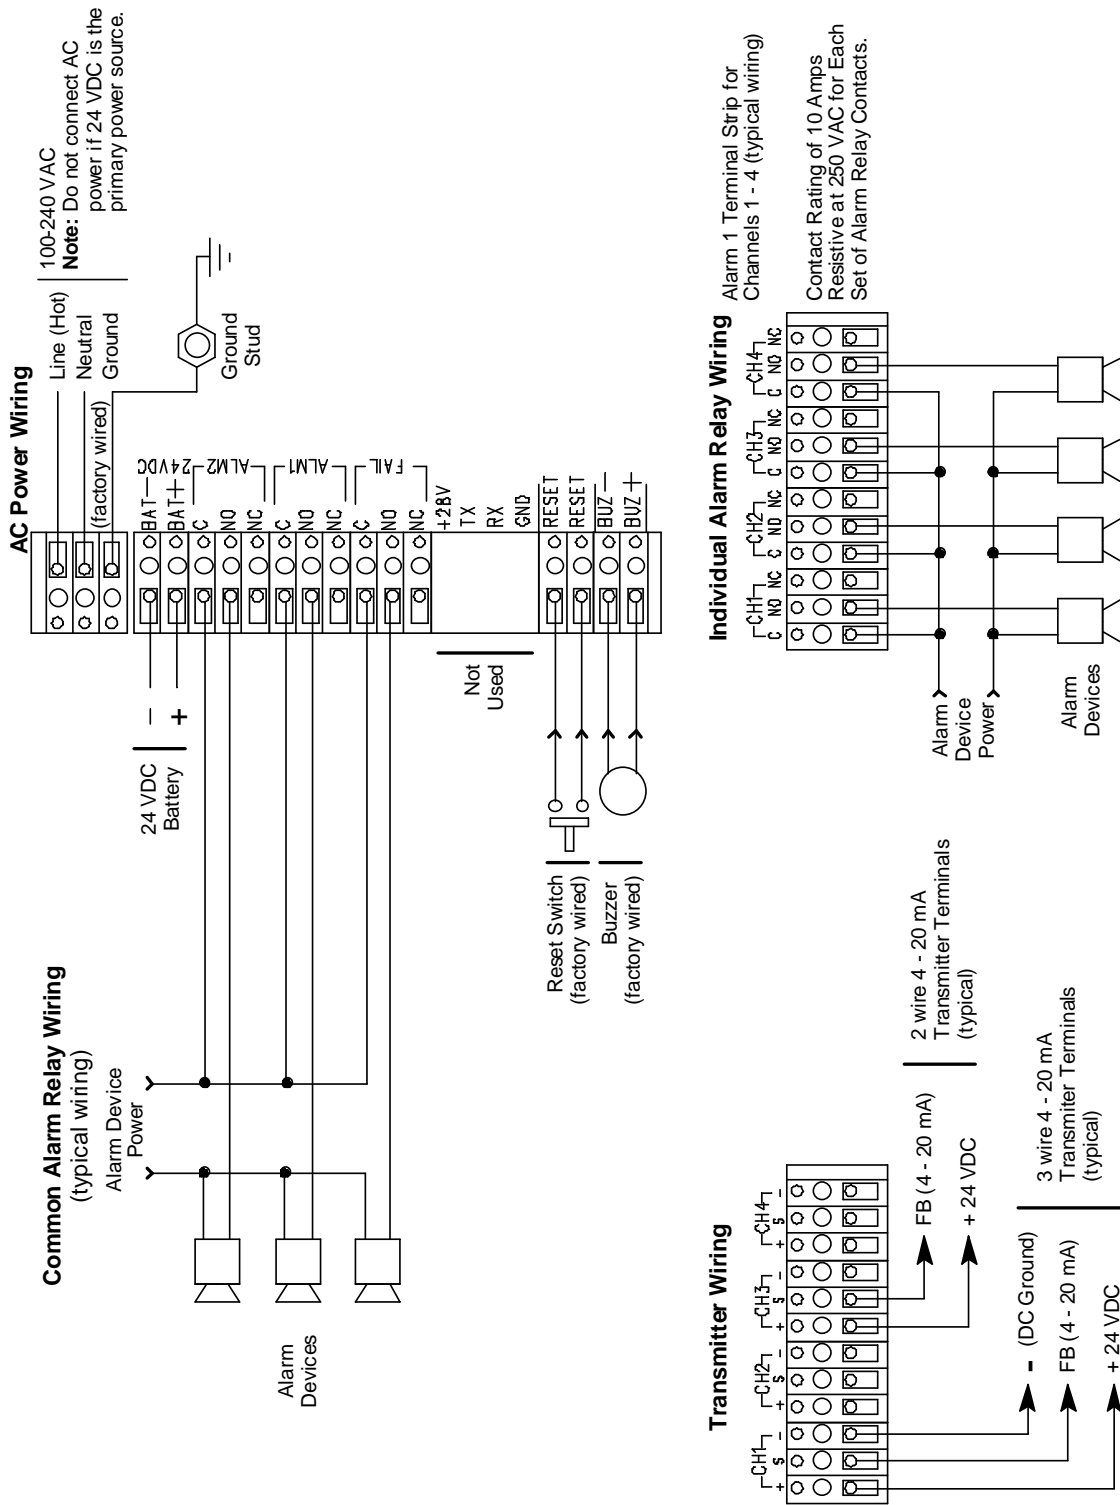 AC Power Wiring
Line (Hot)
Neutral
Ground
100-240 VAC
Note: Do not connect AC
power if 24 VDC is the
primary power source.
(factory wired)
Ground
Stud
BAT-
BAT+
24VDC
C
NO
NC
ALM2
C
NO
NC
ALM1
C
NO
NC
FAIL
+28V
TX
RX
GND
RESET
RESET
BUZ-
BUZ+
24 VDC
Battery
-
+
Not
Used
Reset Switch
(factory wired)
Buzzer
(factory wired)
Common Alarm Relay Wiring
(typical wiring)
Alarm Device
Power
Alarm
Devices
Individual Alarm Relay Wiring
Alarm 1 Terminal Strip for
Channels 1 - 4 (typical wiring)
Contact Rating of 10 Amps
Resistive at 250 VAC for Each
Set of Alarm Relay Contacts.
CH1 CH2 CH3 CH4
C NO NC C NO NC C NO NC C NO NC
Alarm
Device
Power
Alarm
Devices
Transmitter Wiring
CH1 CH2 CH3 CH4
+ S - + S - + S - + S -
FB (4 - 20 mA)
+ 24 VDC
2 wire 4 - 20 mA
Transmitter Terminals
(typical)
- (DC Ground)
FB (4 - 20 mA)
+ 24 VDC
3 wire 4 - 20 mA
Transmiter Terminals
(typical)